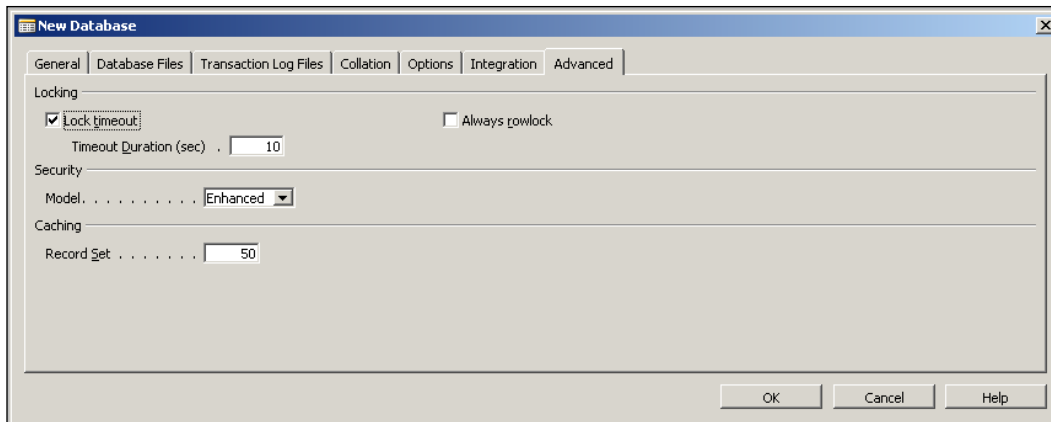 New Database
General Database Files Transaction Log Files Collation Options Integration Advanced
Locking
Lock timeout Always rowlock
Timeout Duration (sec) . 10
Security
Model. . . . . . . . . . Enhanced
Caching
Record Set . . . . . . . 50
OK Cancel Help